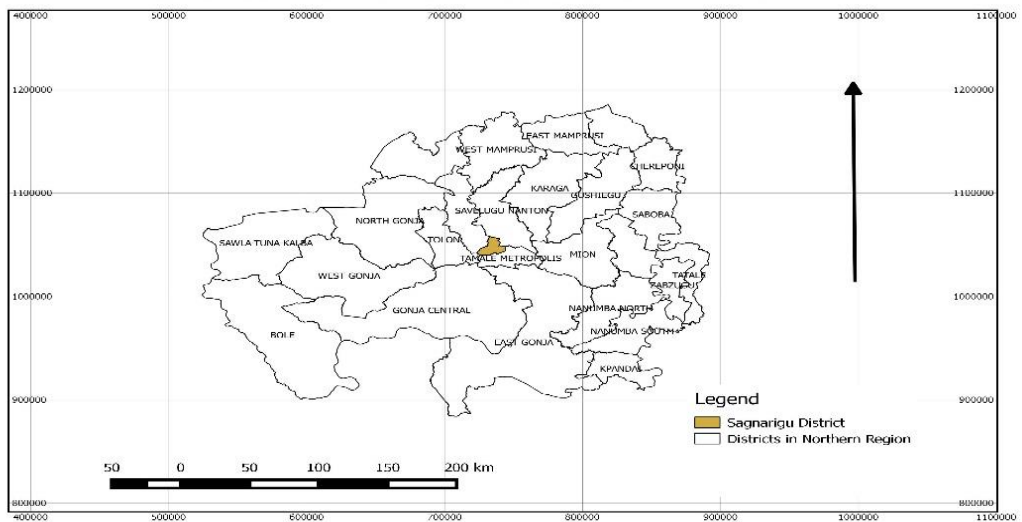 400000 500000 600000 700000 800000 900000 1000000 1100000
1200000 1200000
EAST MAMPRUSI
WEST MAMPRUSI
CHEREPONI
1100000 KARAGA GUSHIEGU 1100000
SAVELUGU NANTON
SABOBA
NORTH GONJA
TOLON
SAWLA TUNA KALBA
TAMALE METROPOLIS
MION
WEST GONJA
TATALE
ZABZUGU
1000000 1000000
GONJA CENTRAL
NANUMBA NORTH
BOLE
NANUMBA SOUTH
EAST GONJA
KPANDAI
900000 900000
Legend
Sagnarigu District
Districts in Northern Region
50 0 50 100 150 200 km
800000 800000
400000 500000 600000 700000 800000 900000 1000000 1100000